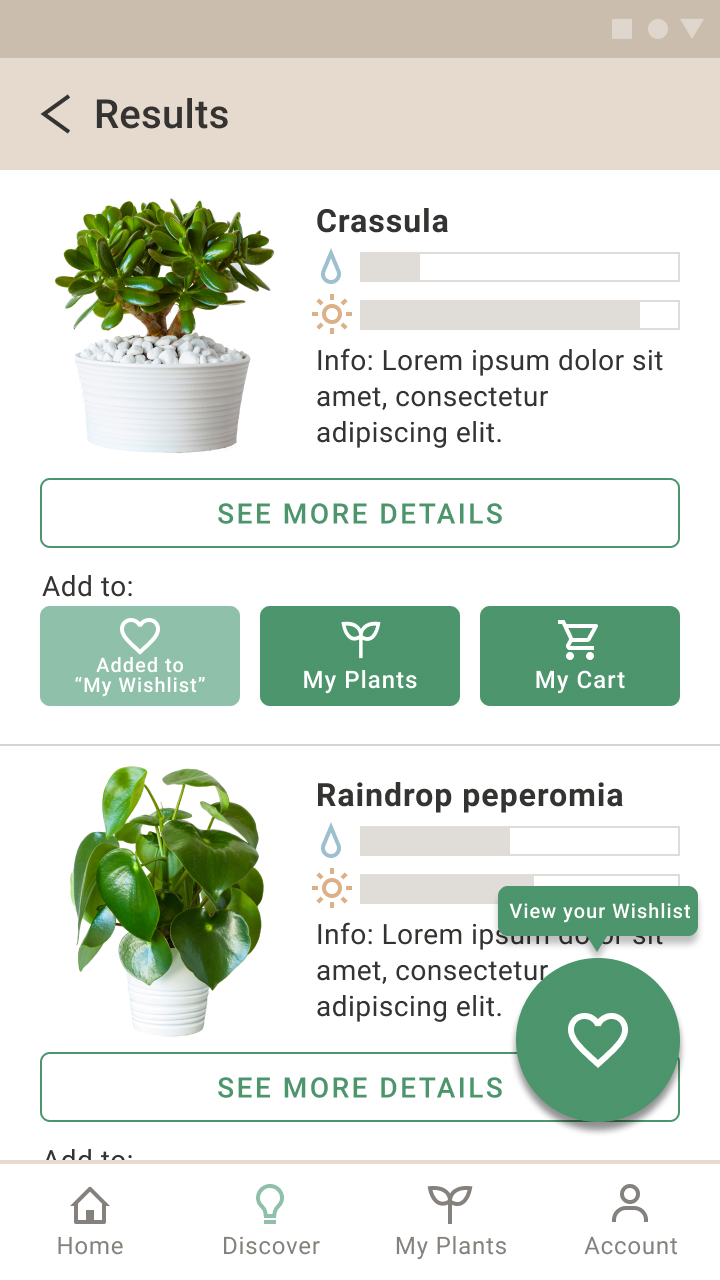 Results
Crassula
Info: Lorem ipsum dolor sit
amet, consectetur
adipiscing elit.
SEE MORE DETAILS
Add to:
Added to
“My Wishlist”
My Plants
My Cart
Raindrop peperomia
View your Wishlist
Info: Lorem ipsum dolor sit
amet, consectetur
adipiscing elit.
SEE MORE DETAILS
Add to:
Home
Discover
My Plants
Account